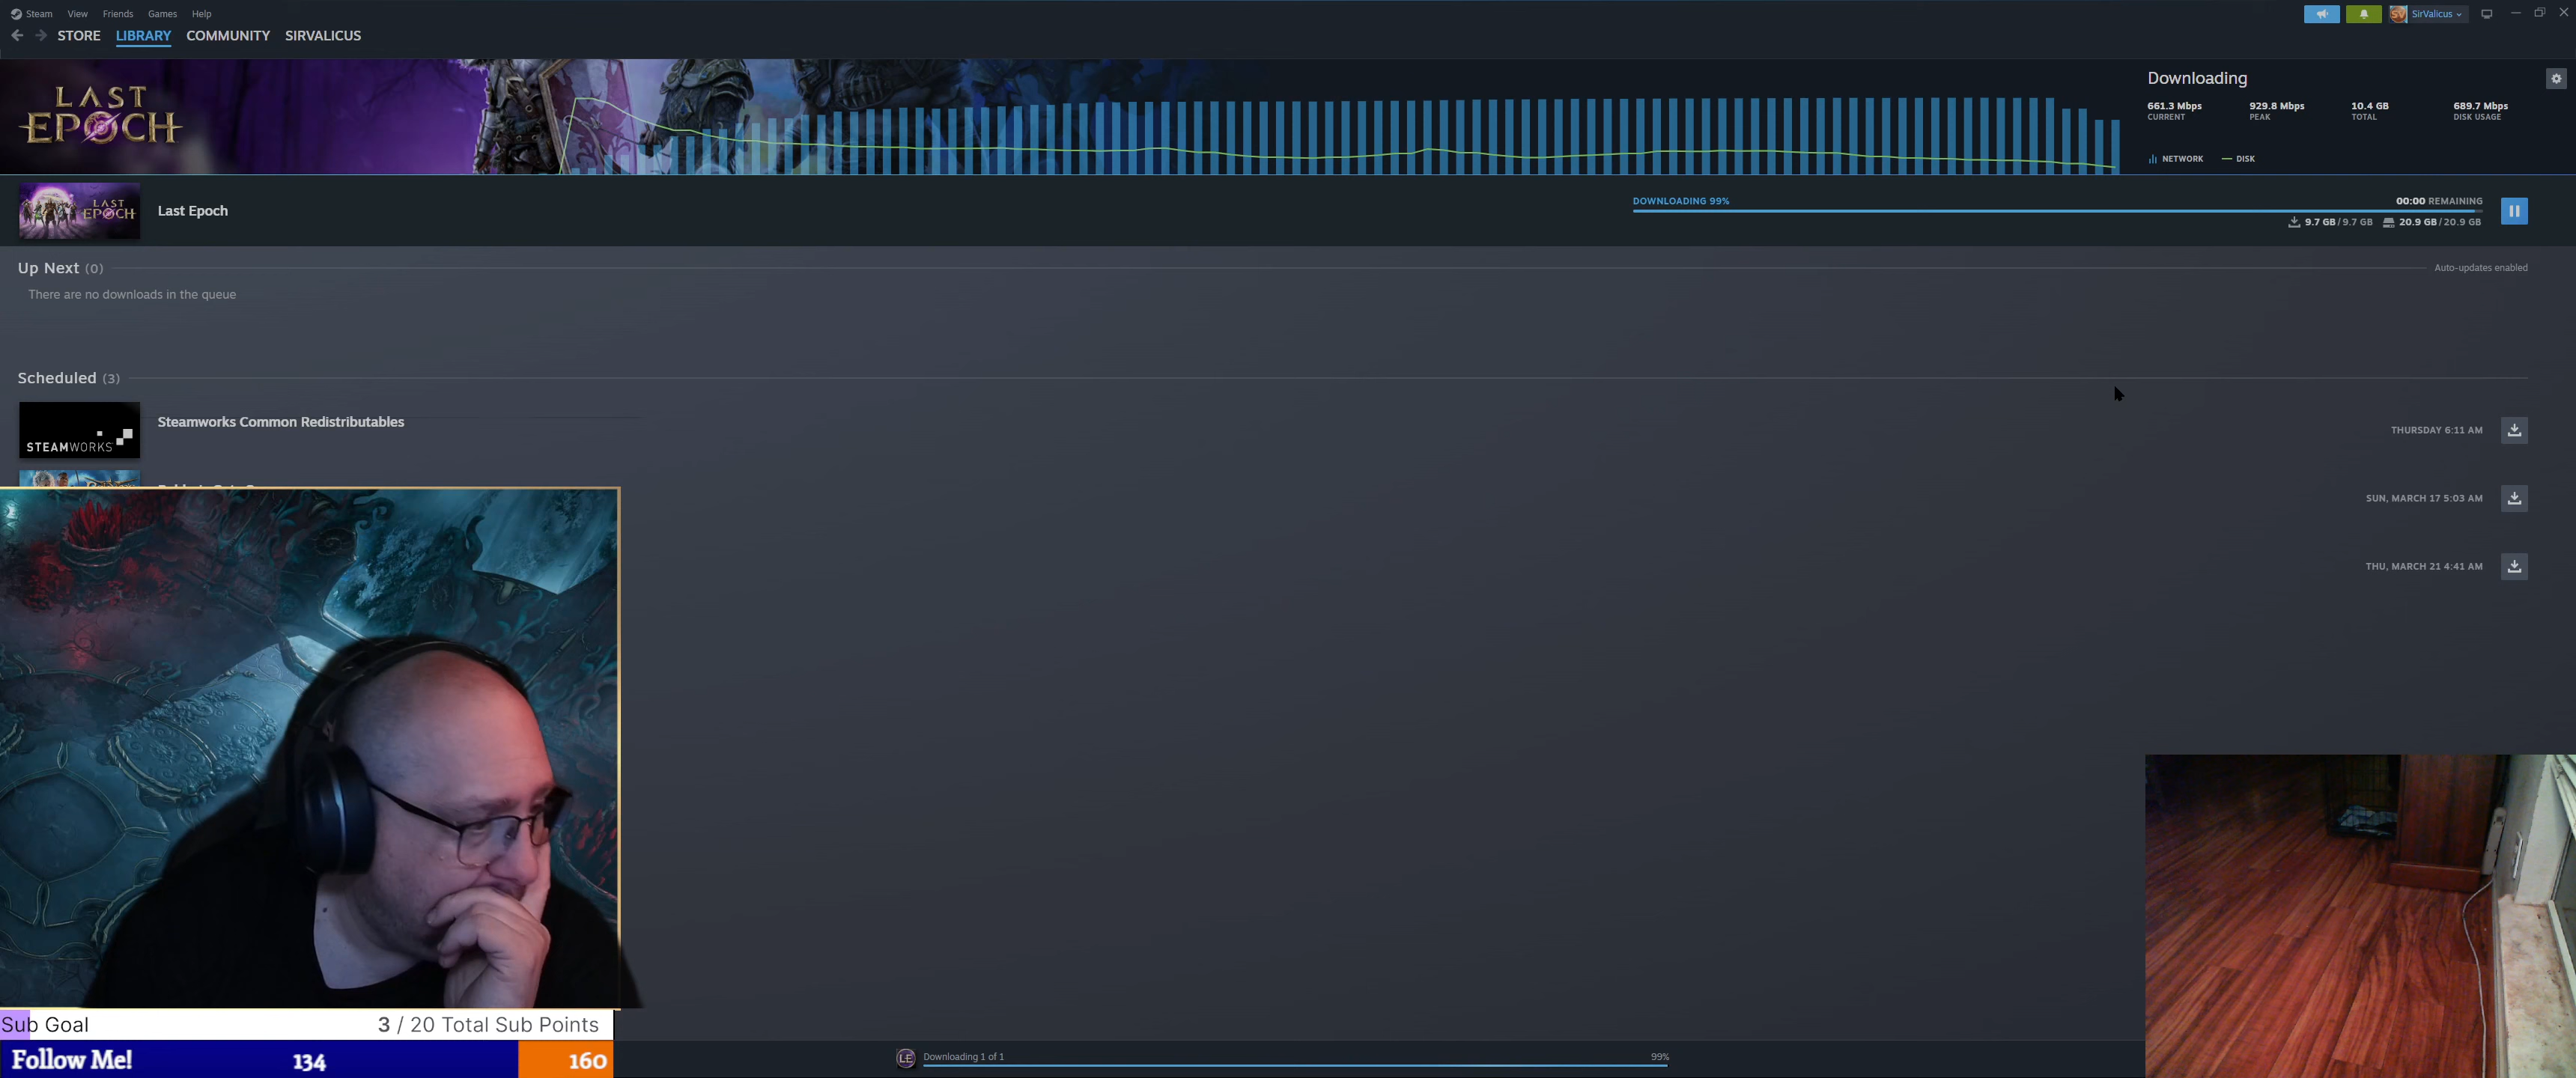 Steam View Friends Games Help
SirValicus
STORE LIBRARY COMMUNITY SIRVALICUS
LAST EPOCH
Downloading
661.3 Mbps 929.8 Mbps 10.4 GB 689.7 Mbps
CURRENT PEAK TOTAL DISK USAGE
NETWORK DISK
LAST EPOCH
Last Epoch
DOWNLOADING 99% 00:00 REMAINING
9.7 GB / 9.7 GB 20.9 GB / 20.9 GB
Up Next (0) Auto-updates enabled
There are no downloads in the queue
Scheduled (3)
STEAMWORKS
Steamworks Common Redistributables
THURSDAY 6:11 AM
SUN, MARCH 17 5:03 AM
THU, MARCH 21 4:41 AM
Sub Goal 3 / 20 Total Sub Points
Follow Me! 134 160
LE Downloading 1 of 1 99%